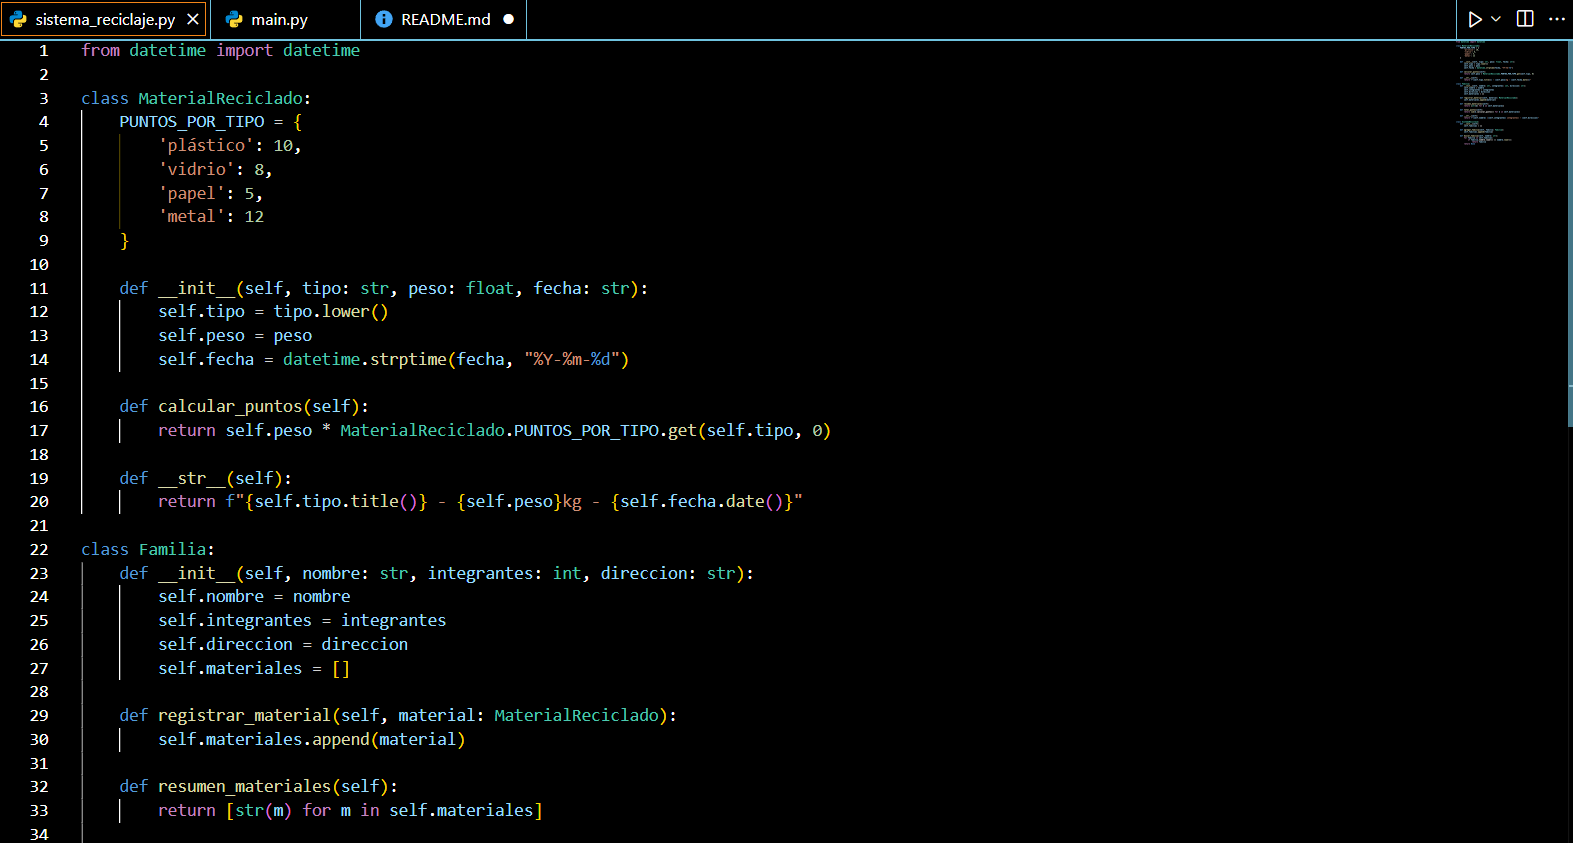 sistema_reciclaje.py
main.py
README.md
1 from datetime import datetime
2
3 class MaterialReciclado:
4     PUNTOS_POR_TIPO = {
5         'plástico': 10,
6         'vidrio': 8,
7         'papel': 5,
8         'metal': 12
9     }
10
11     def __init__(self, tipo: str, peso: float, fecha: str):
12         self.tipo = tipo.lower()
13         self.peso = peso
14         self.fecha = datetime.strptime(fecha, "%Y-%m-%d")
15
16     def calcular_puntos(self):
17         return self.peso * MaterialReciclado.PUNTOS_POR_TIPO.get(self.tipo, 0)
18
19     def __str__(self):
20         return f"{self.tipo.title()} - {self.peso}kg - {self.fecha.date()}"
21
22 class Familia:
23     def __init__(self, nombre: str, integrantes: int, direccion: str):
24         self.nombre = nombre
25         self.integrantes = integrantes
26         self.direccion = direccion
27         self.materiales = []
28
29     def registrar_material(self, material: MaterialReciclado):
30         self.materiales.append(material)
31
32     def resumen_materiales(self):
33         return [str(m) for m in self.materiales]
34